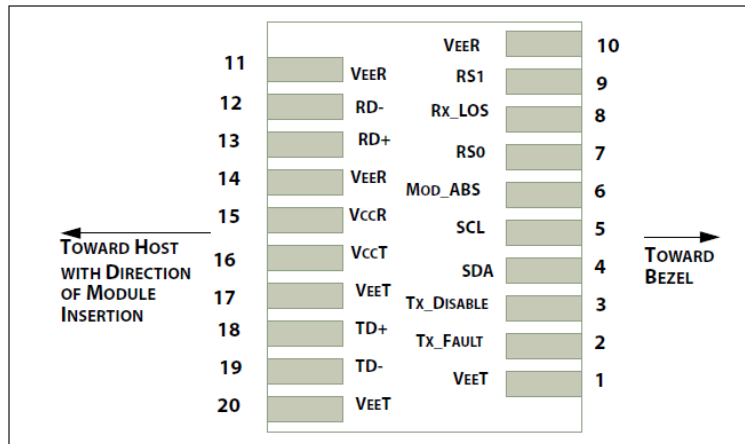 11 VEER
12 RD-
13 RD+
14 VEER
15 VCCR
16 VCCT
17 VEET
18 TD+
19 TD-
20 VEET
VEER 10
RS1 9
RX_LOS 8
RS0 7
MOD_ABS 6
SCL 5
SDA 4
TX_DISABLE 3
TX_FAULT 2
VEET 1
TOWARD HOST
WITH DIRECTION
OF MODULE
INSERTION
TOWARD
BEZEL